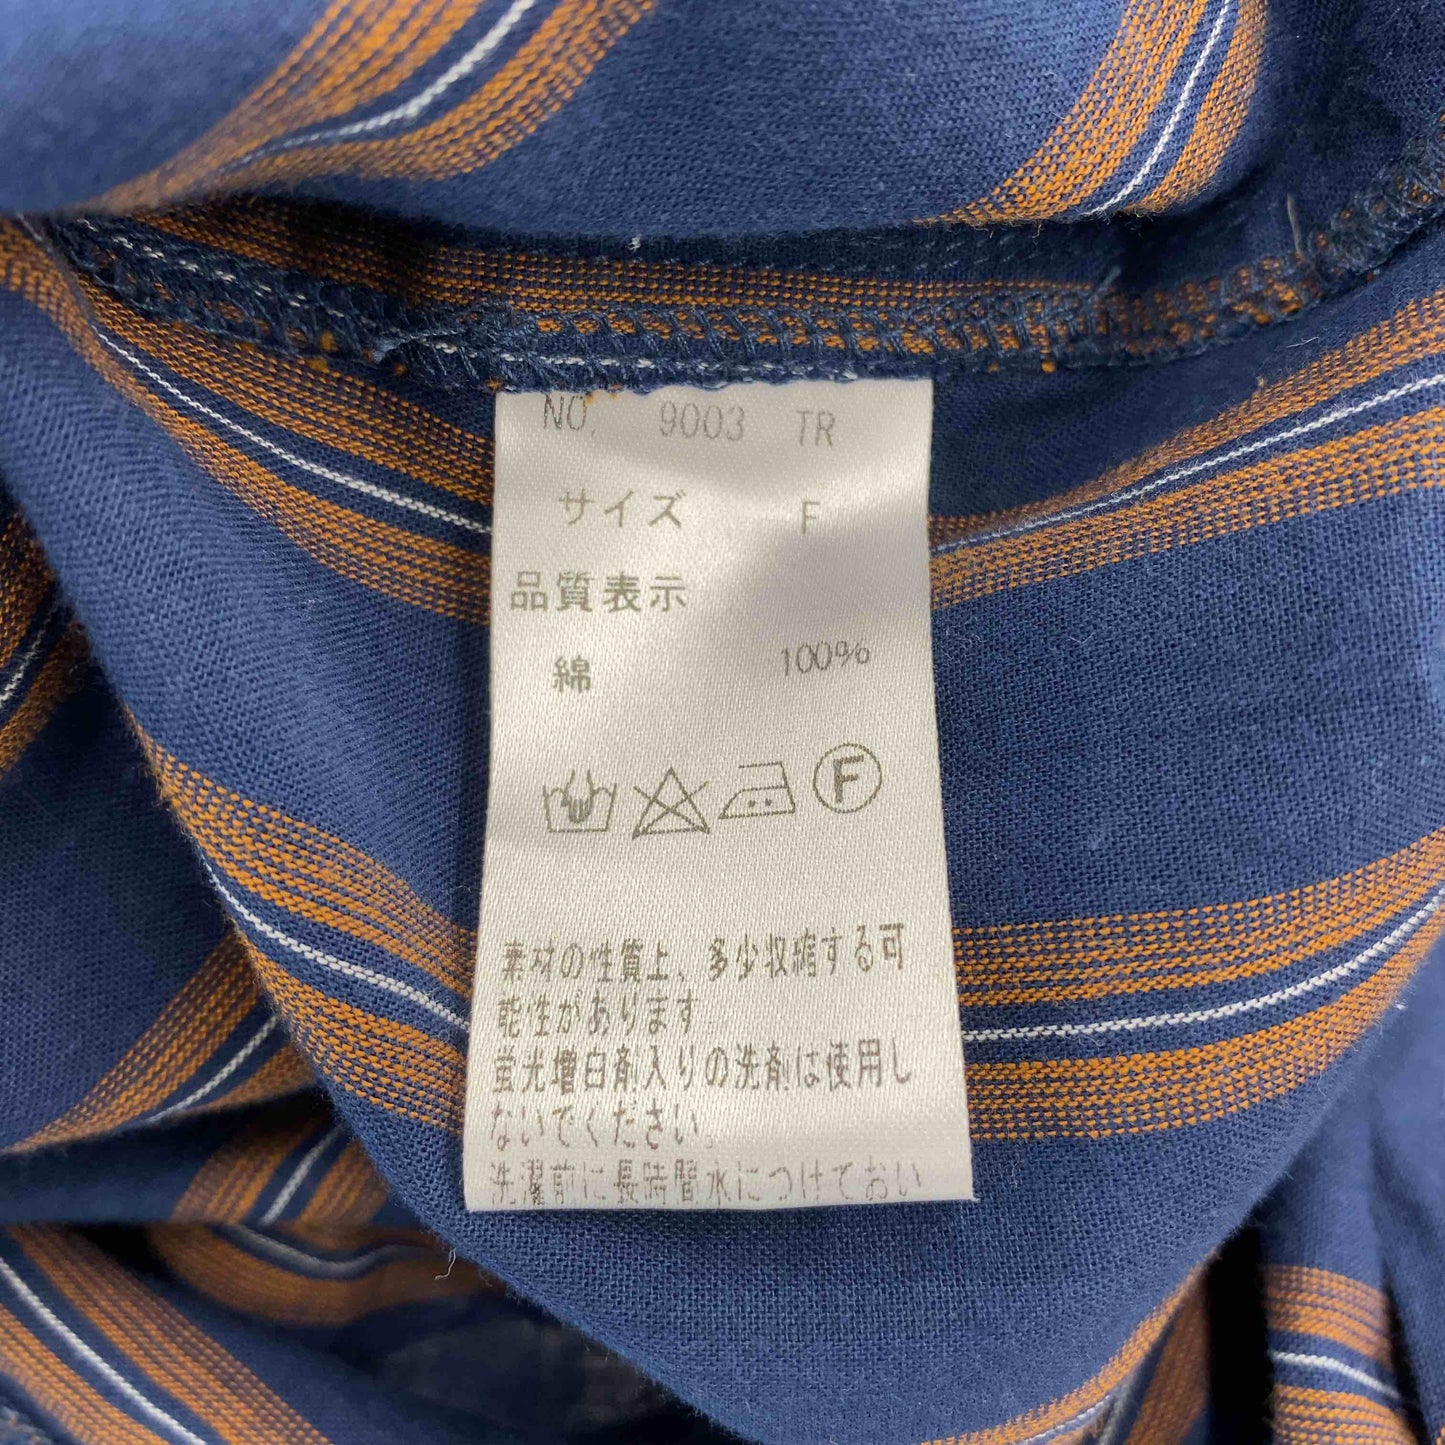 NO. 9003 TR
サイズ F
品質表示
綿 100%
F
素材の性質上、多少収縮する可
能性があります
蛍光増白剤入りの洗剤は使用し
ないでください。
洗濯前に長時間水につけておい